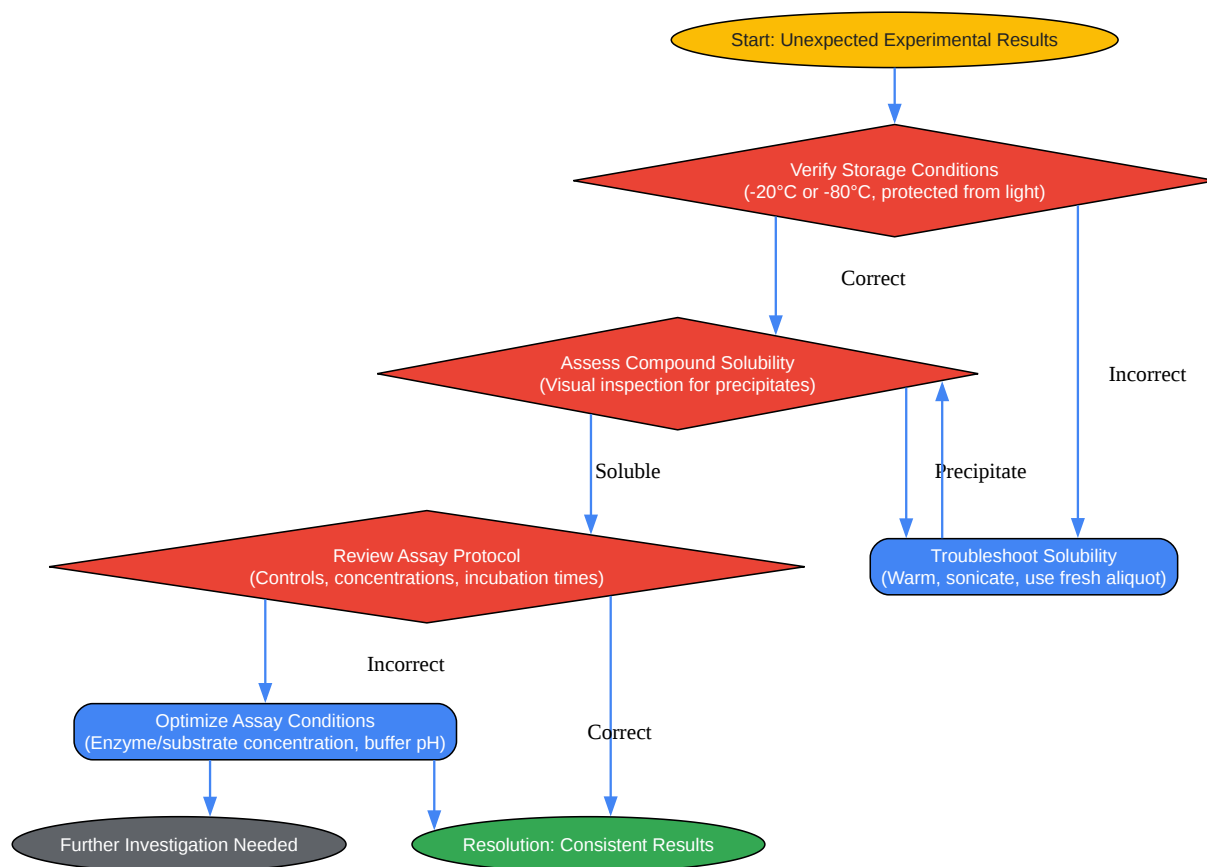 Start: Unexpected Experimental Results
Verify Storage Conditions
(-20°C or -80°C, protected from light)
Correct
Assess Compound Solubility
(Visual inspection for precipitates)
Incorrect
Soluble
Precipitate
Review Assay Protocol
(Controls, concentrations, incubation times)
Troubleshoot Solubility
(Warm, sonicate, use fresh aliquot)
Incorrect
Optimize Assay Conditions
(Enzyme/substrate concentration, buffer pH)
Correct
Further Investigation Needed
Resolution: Consistent Results